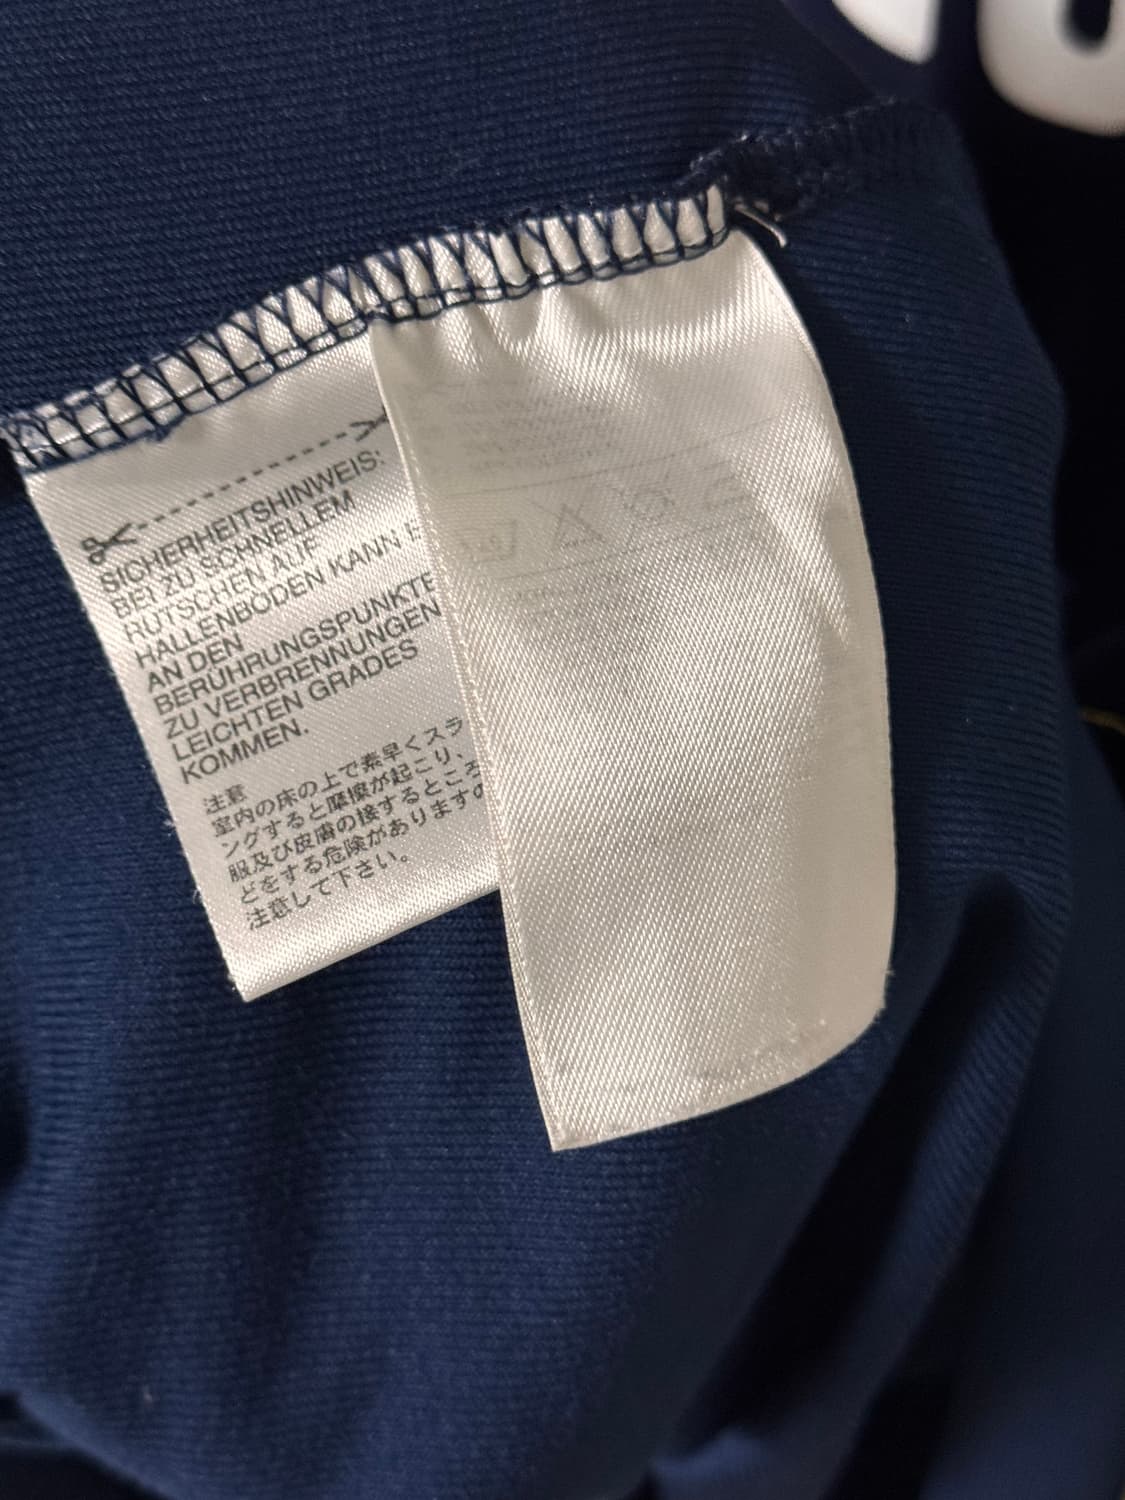 SICHERHEITSHINWEIS:
BEI ZU SCHNELLEM
RUTSCHEN AUF
HALLENBODEN KANN
AN DEN
BERÜHRUNGSPUNKTE
ZU VERBRENNUNGEN
LEICHTEN GRADES
KOMMEN.
注意
室内の床の上で素早くスラ
ングすると摩擦が起こり、
服及び皮膚の接するところ
どをする危険がありますの
注意して下さい。